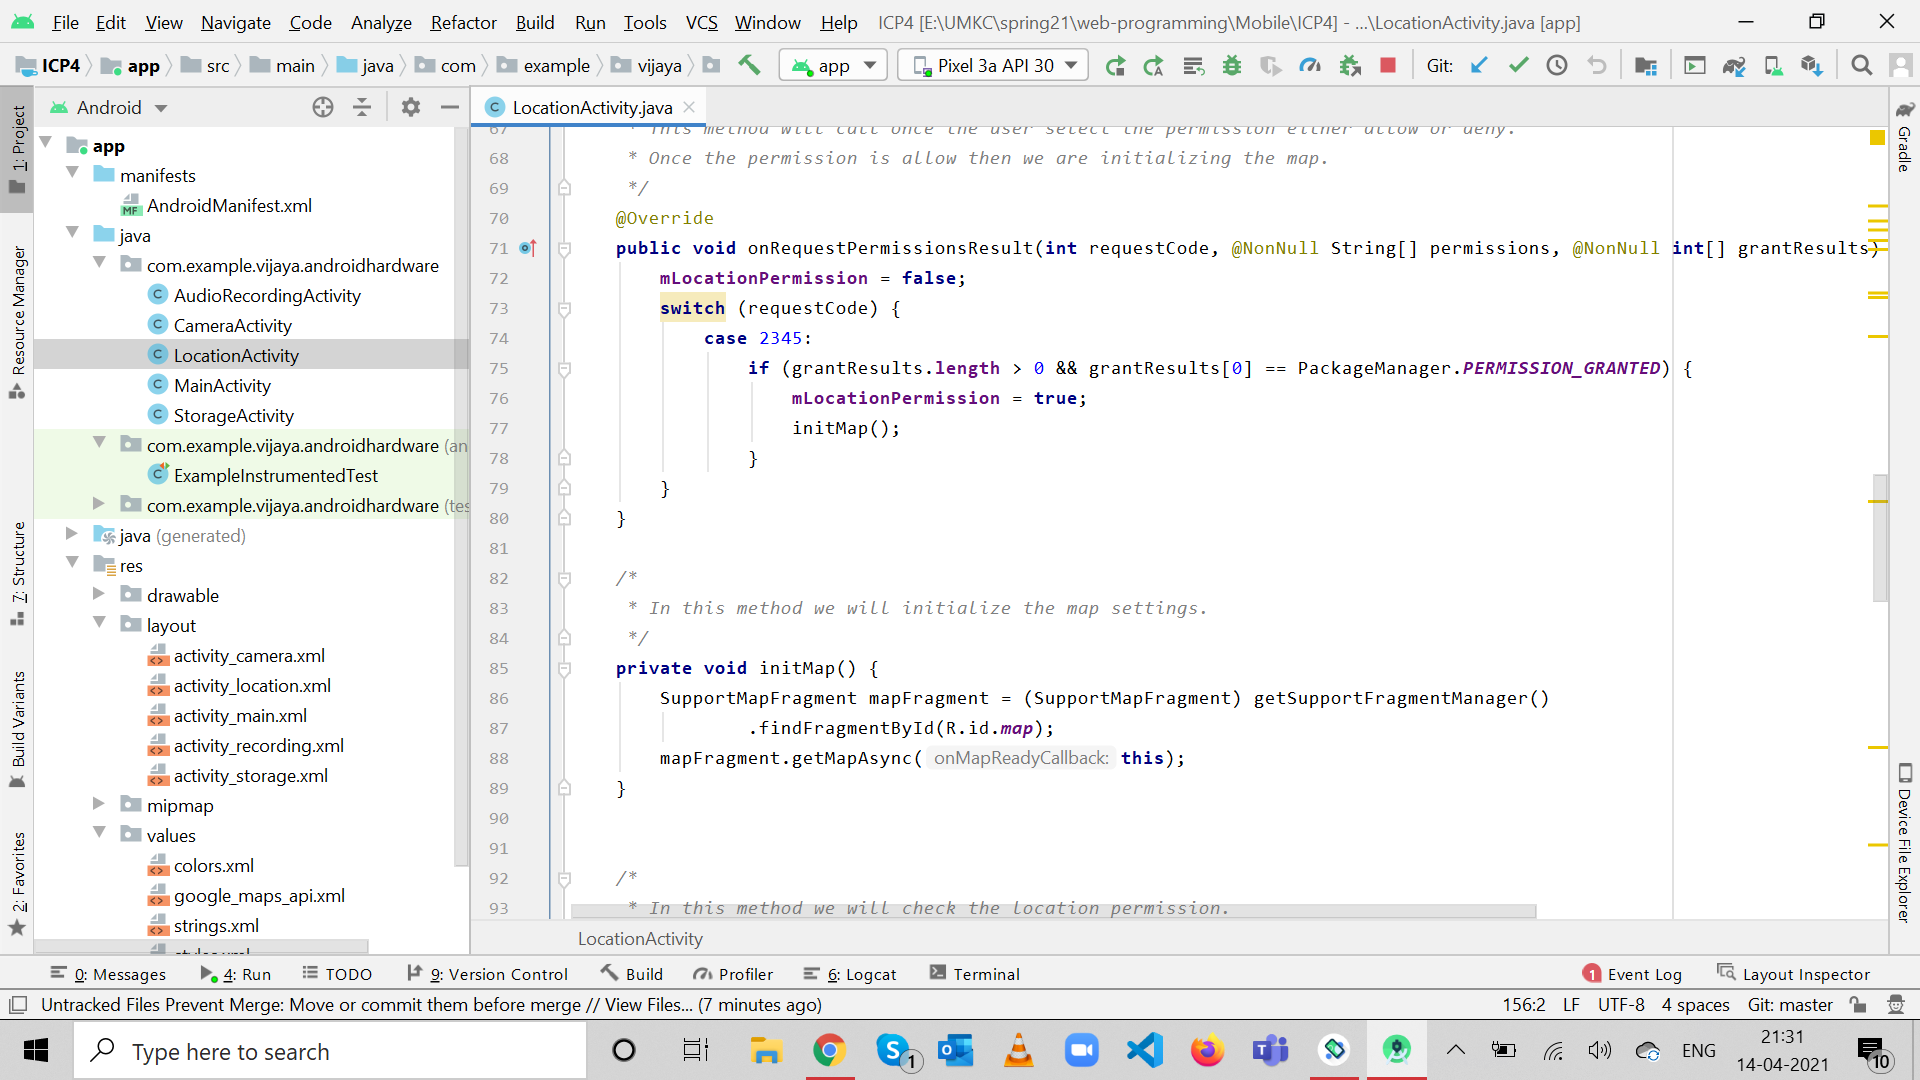 File Edit View Navigate Code Analyze Refactor Build Run Tools VCS Window Help ICP4 [E:\UMKC\spring21\web-programming\Mobile\ICP4] - ...\LocationActivity.java [app]
ICP4 app src main java com example vijaya app Pixel 3a API 30 Git:
Android
LocationActivity.java
1: Project
Resource Manager
7: Structure
Build Variants
2: Favorites
app
manifests
AndroidManifest.xml
java
com.example.vijaya.androidhardware
AudioRecordingActivity
CameraActivity
LocationActivity
MainActivity
StorageActivity
com.example.vijaya.androidhardware (an
ExampleInstrumentedTest
com.example.vijaya.androidhardware (tes
java (generated)
res
drawable
layout
activity_camera.xml
activity_location.xml
activity_main.xml
activity_recording.xml
activity_storage.xml
mipmap
values
colors.xml
google_maps_api.xml
strings.xml
styles.xml
67 * This method will call once the user select the permission either allow or deny.
68 * Once the permission is allow then we are initializing the map.
69 */
70 @Override
71 public void onRequestPermissionsResult(int requestCode, @NonNull String[] permissions, @NonNull int[] grantResults)
72 mLocationPermission = false;
73 switch (requestCode) {
74 case 2345:
75 if (grantResults.length > 0 && grantResults[0] == PackageManager.PERMISSION_GRANTED) {
76 mLocationPermission = true;
77 initMap();
78 }
79 }
80 }
81
82 /*
83 * In this method we will initialize the map settings.
84 */
85 private void initMap() {
86 SupportMapFragment mapFragment = (SupportMapFragment) getSupportFragmentManager()
87 .findFragmentById(R.id.map);
88 mapFragment.getMapAsync( onMapReadyCallback: this);
89 }
90
91
92 /*
93 * In this method we will check the location permission.
LocationActivity
Gradle
Device File Explorer
0: Messages 4: Run TODO 9: Version Control Build Profiler 6: Logcat Terminal 1 Event Log Layout Inspector
Untracked Files Prevent Merge: Move or commit them before merge // View Files... (7 minutes ago) 156:2 LF UTF-8 4 spaces Git: master
Type here to search
1
ENG
21:31
14-04-2021
10